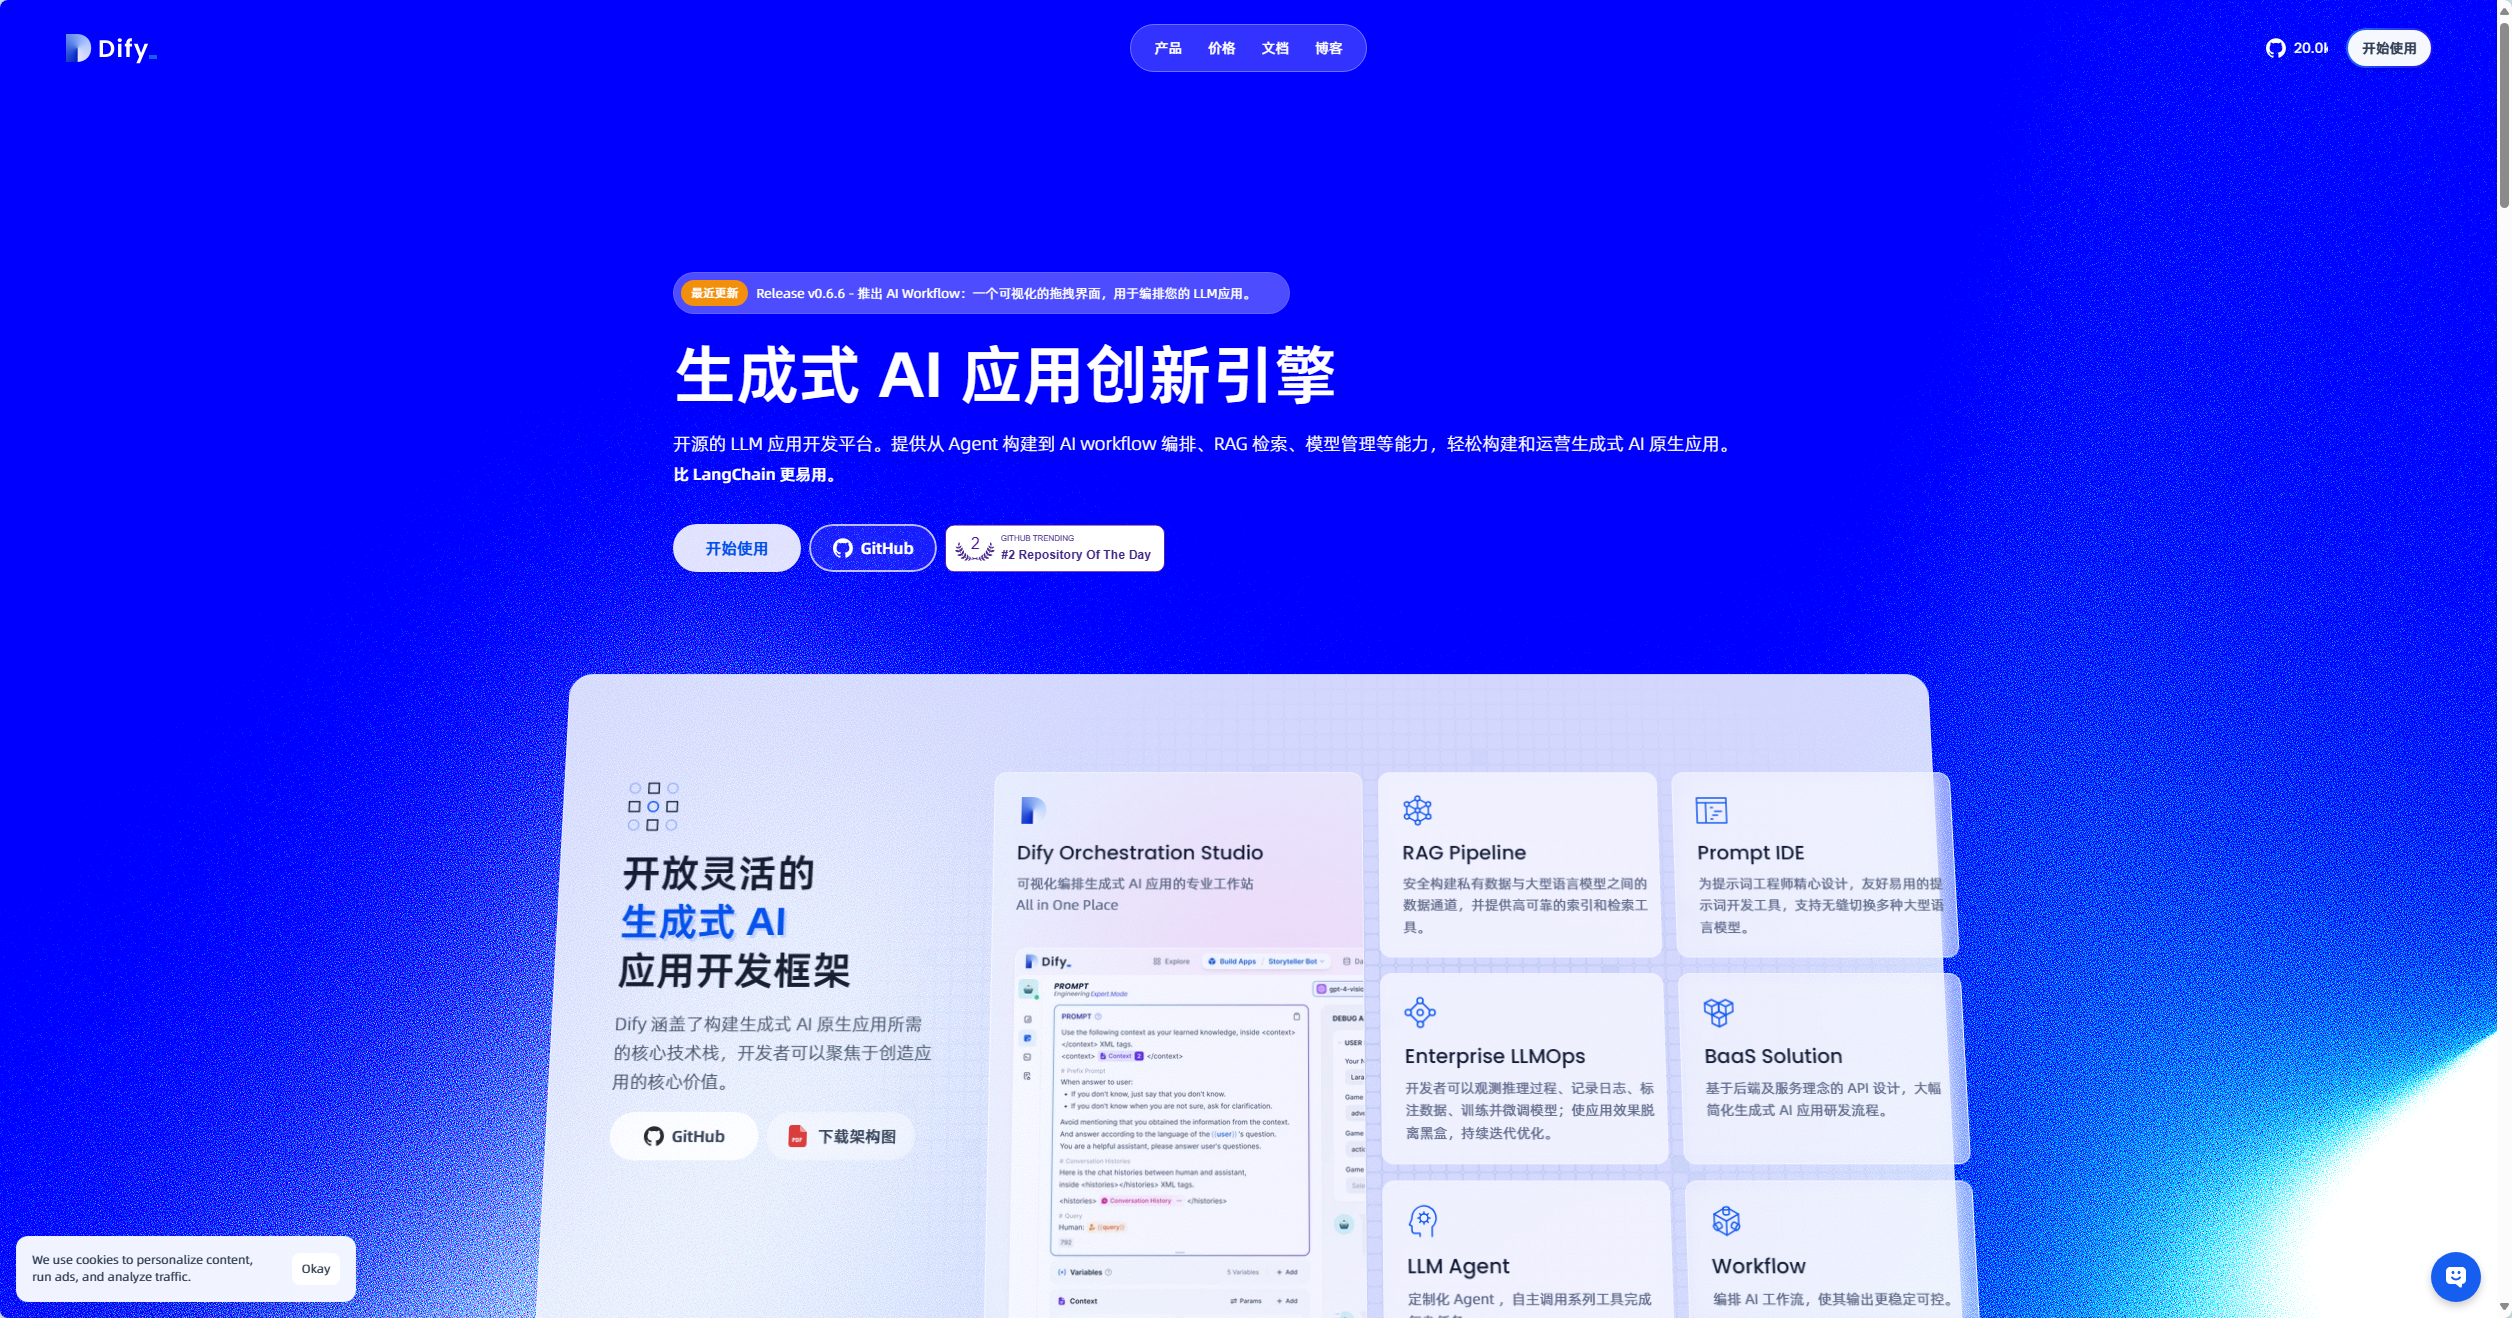 Dify_
产品 价格 文档 博客
20.0k
开始使用
最近更新 Release v0.6.6 - 推出 AI Workflow：一个可视化的拖拽界面，用于编排您的 LLM应用。
生成式 AI 应用创新引擎
开源的 LLM 应用开发平台。提供从 Agent 构建到 AI workflow 编排、RAG 检索、模型管理等能力，轻松构建和运营生成式 AI 原生应用。
比 LangChain 更易用。
开始使用
GitHub
2
GITHUB TRENDING
#2 Repository Of The Day
开放灵活的
生成式 AI
应用开发框架
Dify 涵盖了构建生成式 AI 原生应用所需
的核心技术栈，开发者可以聚焦于创造应
用的核心价值。
GitHub
PDF
下载架构图
Dify Orchestration Studio
可视化编排生成式 AI 应用的专业工作站
All in One Place
Dify_
Explore
Build Apps / Storyteller Bot
Da
PROMPT
Engineering Expert Mode
gpt-4-visio
PROMPT
Use the following context as your learned knowledge, inside <context>
</context> XML tags.
<context> Context 2 </context>
# Prefix Prompt
When answer to user:
• If you don't know, just say that you don't know.
• If you don't know when you are not sure, ask for clarification.
Avoid mentioning that you obtained the information from the context.
And answer according to the language of the {{user}} 's question.
You are a helpful assistant, please answer user's questiones.
# Conversation Histories
Here is the chat histories between human and assistant,
inside <histories></histories> XML tags.
<histories> Conversation History ··· </histories>
# Query
Human: {{query}}
792
Variables
5 Variables + Add
Context
Params + Add
DEBUG A
USER
Your N
Lara
Game
adve
Game
actio
Game
Sele
RAG Pipeline
安全构建私有数据与大型语言模型之间的
数据通道，并提供高可靠的索引和检索工
具。
Prompt IDE
为提示词工程师精心设计，友好易用的提
示词开发工具，支持无缝切换多种大型语
言模型。
Enterprise LLMOps
开发者可以观测推理过程、记录日志、标
注数据、训练并微调模型；使应用效果脱
离黑盒，持续迭代优化。
BaaS Solution
基于后端及服务理念的 API 设计，大幅
简化生成式 AI 应用研发流程。
LLM Agent
定制化 Agent ，自主调用系列工具完成
Workflow
编排 AI 工作流，使其输出更稳定可控。
We use cookies to personalize content,
run ads, and analyze traffic.
Okay